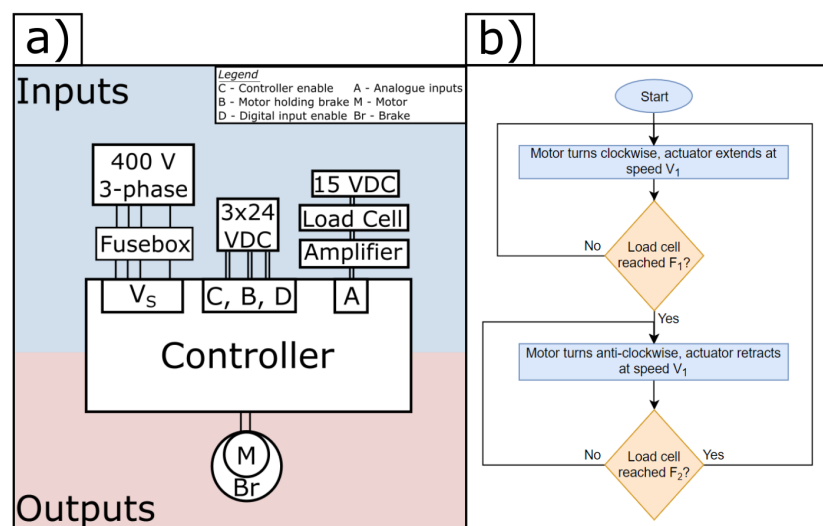 a)
Inputs
Legend
C - Controller enable A - Analogue inputs
B - Motor holding brake M - Motor
D - Digital input enable Br - Brake
400 V
3-phase
Fusebox
3x24
VDC
15 VDC
Load Cell
Amplifier
VS
C, B, D
A
Controller
M
Br
Outputs
b)
Start
Motor turns clockwise, actuator extends at
speed V1
Load cell
reached F1?
No
Yes
Motor turns anti-clockwise, actuator retracts
at speed V1
Load cell
reached F2?
No
Yes